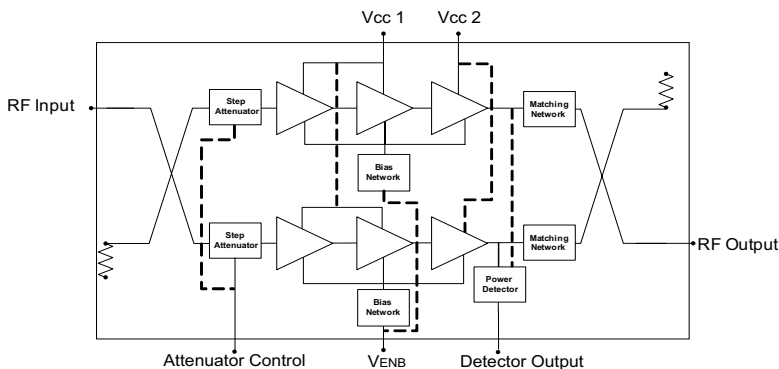 Vcc 1
Vcc 2
RF Input
Step
Attenuator
Matching
Network
Bias
Network
Step
Attenuator
Matching
Network
RF Output
Power
Detector
Bias
Network
Attenuator Control
VENB
Detector Output